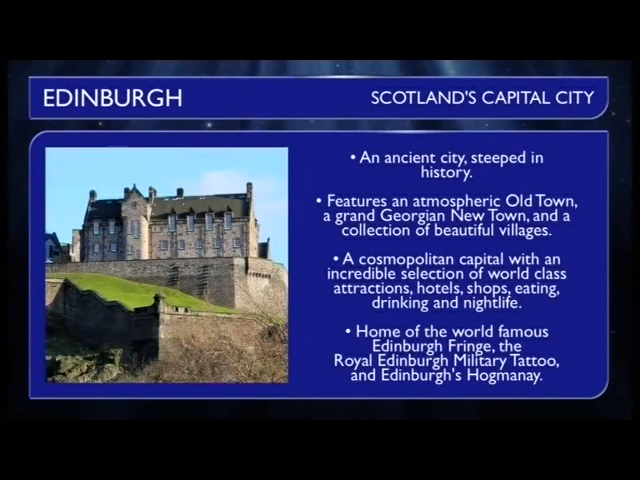 EDINBURGH
SCOTLAND'S CAPITAL CITY
• An ancient city, steeped in
history.
• Features an atmospheric Old Town,
a grand Georgian New Town, and a
collection of beautiful villages.
• A cosmopolitan capital with an
incredible selection of world class
attractions, hotels, shops, eating,
drinking and nightlife.
• Home of the world famous
Edinburgh Fringe, the
Royal Edinburgh Military Tattoo,
and Edinburgh's Hogmanay.